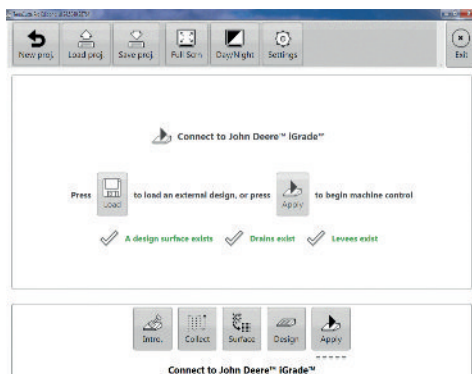 New proj.
Load proj.
Save proj.
Full Scrn
Day/Night
Settings
Exit
Connect to John Deere™ iGrade™
Press Load to load an external design, or press Apply to begin machine control
A design surface exists Drains exist Levees exist
Intro.
Collect
Surface
Design
Apply
Connect to John Deere™ iGrade™